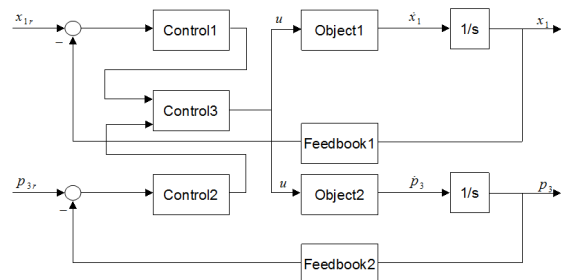 x1r
−
Control1
u
Object1
ẋ1
1/s
x1
Control3
Feedbook1
p3r
−
Control2
u
Object2
ṗ3
1/s
p3
Feedbook2